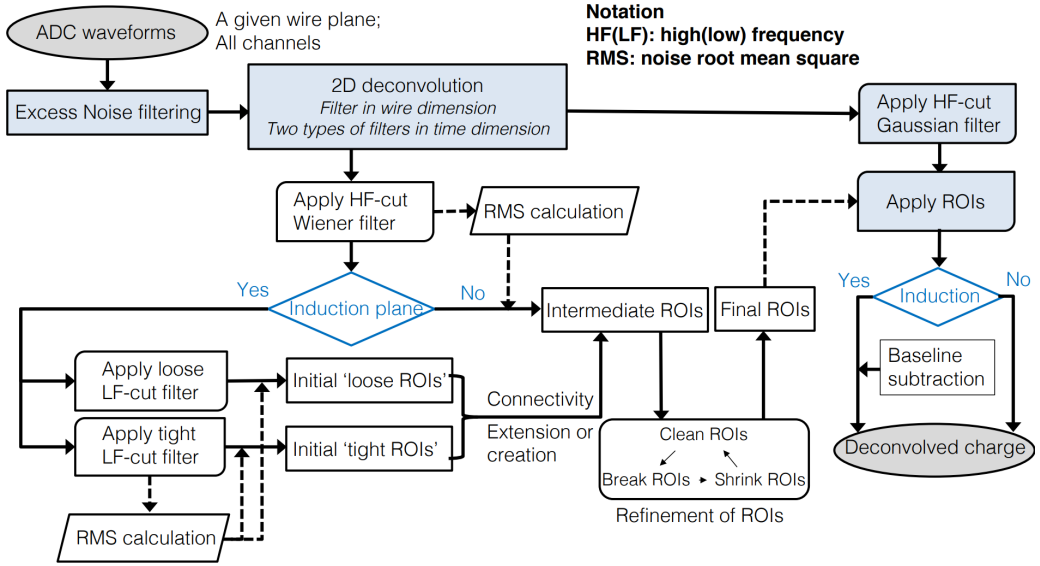 ADC waveforms
A given wire plane;
All channels
Notation
HF(LF): high(low) frequency
RMS: noise root mean square
Excess Noise filtering
2D deconvolution
Filter in wire dimension
Two types of filters in time dimension
Apply HF-cut
Gaussian filter
Apply HF-cut
Wiener filter
RMS calculation
Apply ROIs
Yes
Induction plane
No
Intermediate ROIs
Final ROIs
Yes
Induction
No
Apply loose
LF-cut filter
Initial 'loose ROIs'
Baseline
subtraction
Connectivity
Extension or
creation
Apply tight
LF-cut filter
Initial 'tight ROIs'
Clean ROIs
Break ROIs
Shrink ROIs
Refinement of ROIs
Deconvolved charge
RMS calculation